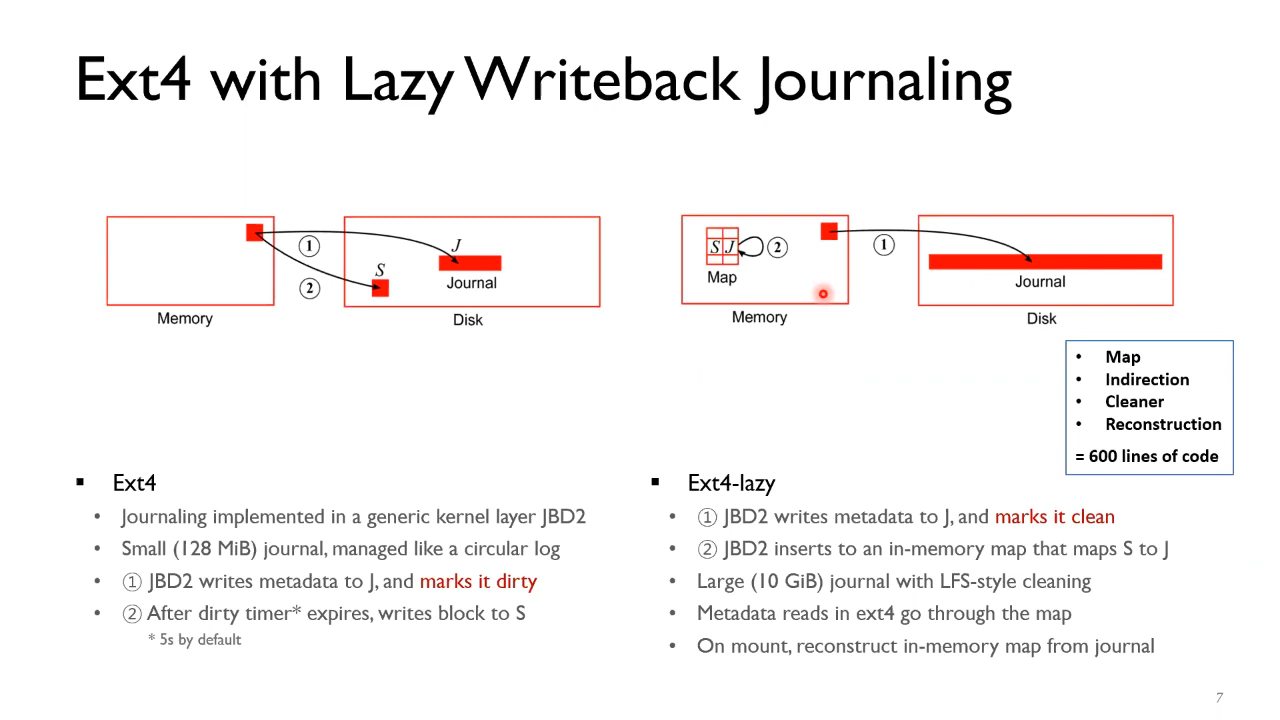 Ext4 with Lazy Writeback Journaling
① J
S
②
Journal
Memory
Disk
S J ② ①
Map
Journal
Memory
Disk
• Map
• Indirection
• Cleaner
• Reconstruction
= 600 lines of code
▪ Ext4
• Journaling implemented in a generic kernel layer JBD2
• Small (128 MiB) journal, managed like a circular log
• ① JBD2 writes metadata to J, and marks it dirty
• ② After dirty timer* expires, writes block to S
* 5s by default
▪ Ext4-lazy
• ① JBD2 writes metadata to J, and marks it clean
• ② JBD2 inserts to an in-memory map that maps S to J
• Large (10 GiB) journal with LFS-style cleaning
• Metadata reads in ext4 go through the map
• On mount, reconstruct in-memory map from journal
7